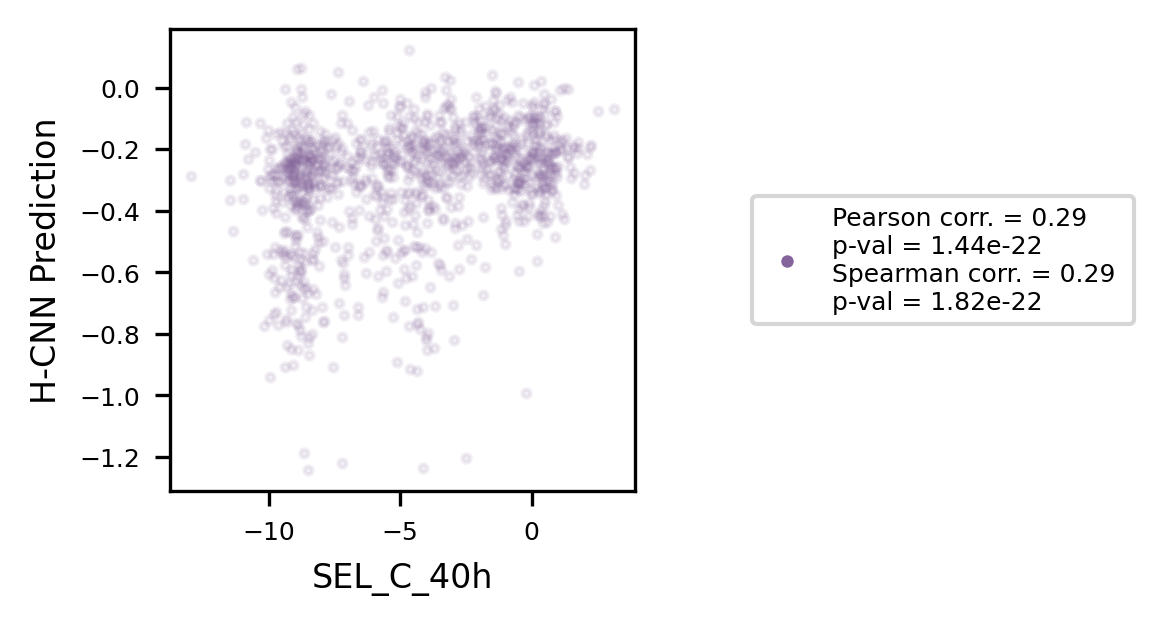 0.0
−0.2
−0.4
−0.6
−0.8
−1.0
−1.2
H-CNN Prediction
−10
−5
0
SEL_C_40h
Pearson corr. = 0.29
p-val = 1.44e-22
Spearman corr. = 0.29
p-val = 1.82e-22